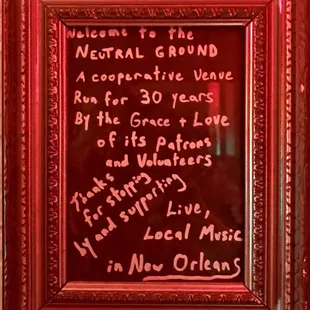 Welcome to the
NEUTRAL GROUND
A cooperative Venue
Run for 30 years
By the Grace + Love
of its Patrons
and Volunteers
Thanks
for stopping
by and supporting
Live,
Local Music
in New Orleans